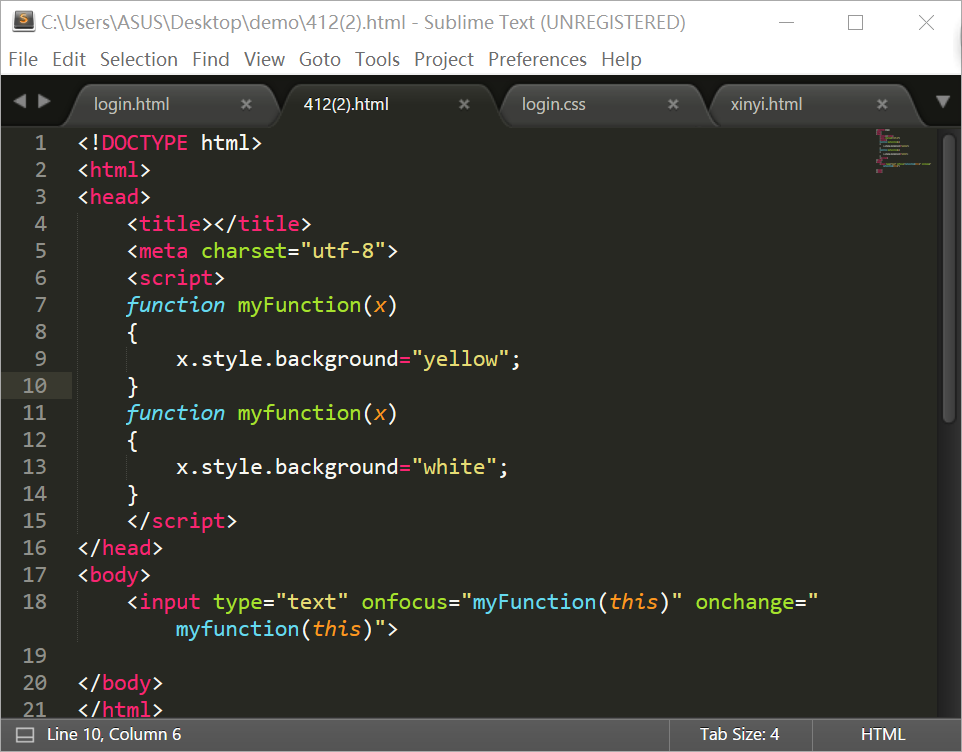 C:\Users\ASUS\Desktop\demo\412(2).html - Sublime Text (UNREGISTERED)
File Edit Selection Find View Goto Tools Project Preferences Help
login.html 412(2).html login.css xinyi.html
1 <!DOCTYPE html>
2 <html>
3 <head>
4 <title></title>
5 <meta charset="utf-8">
6 <script>
7 function myFunction(x)
8 {
9 x.style.background="yellow";
10 }
11 function myfunction(x)
12 {
13 x.style.background="white";
14 }
15 </script>
16 </head>
17 <body>
18 <input type="text" onfocus="myFunction(this)" onchange="
myfunction(this)">
19
20 </body>
21 </html>
Line 10, Column 6 Tab Size: 4 HTML